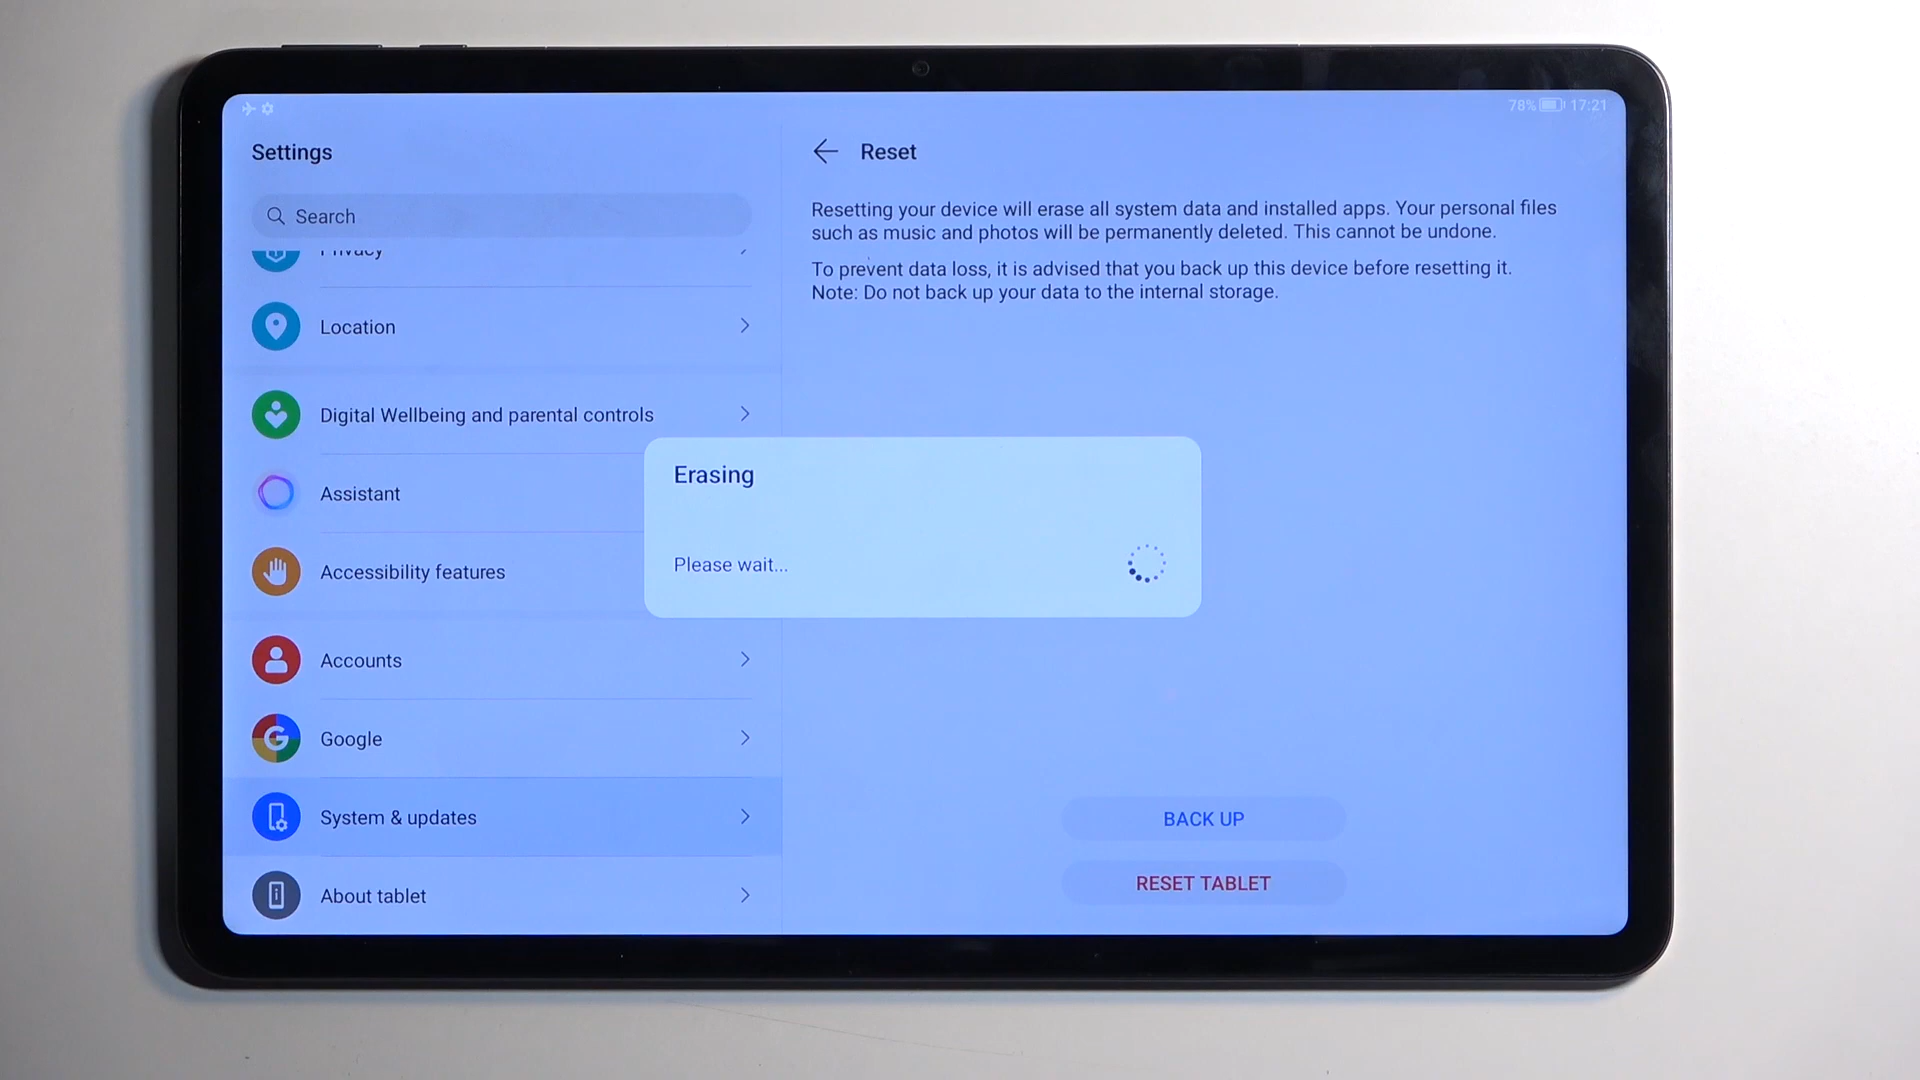 78% 17:21
Settings
Search
Privacy
Location
Digital Wellbeing and parental controls
Assistant
Accessibility features
Accounts
Google
System & updates
About tablet
Reset
Resetting your device will erase all system data and installed apps. Your personal files
such as music and photos will be permanently deleted. This cannot be undone.
To prevent data loss, it is advised that you back up this device before resetting it.
Note: Do not back up your data to the internal storage.
Erasing
Please wait...
BACK UP
RESET TABLET